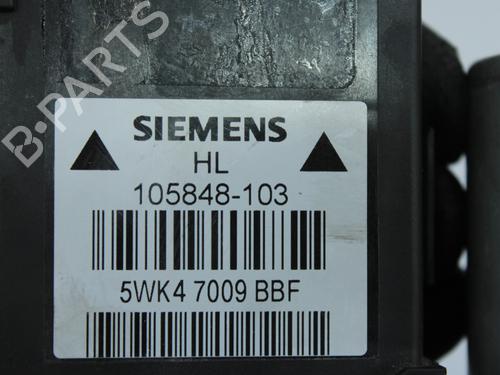 B-PARTS
SIEMENS
HL
105848-103
5WK4 7009 BBF